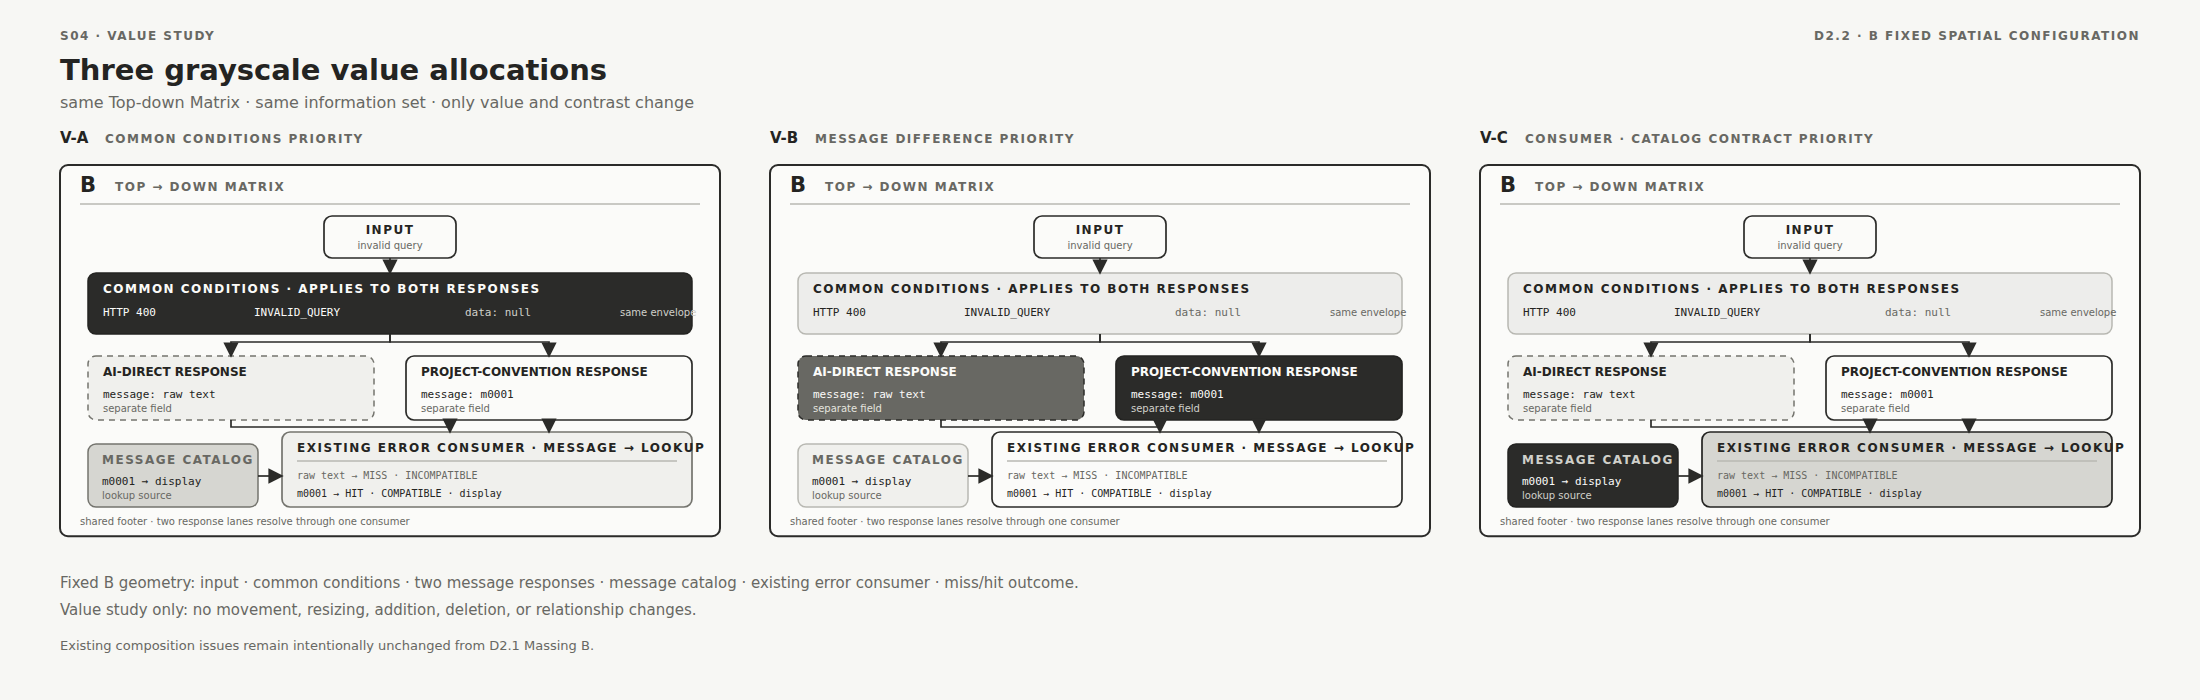 S04 · VALUE STUDY
D2.2 · B FIXED SPATIAL CONFIGURATION
Three grayscale value allocations
same Top-down Matrix · same information set · only value and contrast change
V-A COMMON CONDITIONS PRIORITY
B TOP → DOWN MATRIX
INPUT
invalid query
COMMON CONDITIONS · APPLIES TO BOTH RESPONSES
HTTP 400 INVALID_QUERY data: null same envelope
AI-DIRECT RESPONSE
message: raw text
separate field
PROJECT-CONVENTION RESPONSE
message: m0001
separate field
MESSAGE CATALOG
m0001 → display
lookup source
EXISTING ERROR CONSUMER · MESSAGE → LOOKUP
raw text → MISS · INCOMPATIBLE
m0001 → HIT · COMPATIBLE · display
shared footer · two response lanes resolve through one consumer
V-B MESSAGE DIFFERENCE PRIORITY
B TOP → DOWN MATRIX
INPUT
invalid query
COMMON CONDITIONS · APPLIES TO BOTH RESPONSES
HTTP 400 INVALID_QUERY data: null same envelope
AI-DIRECT RESPONSE
message: raw text
separate field
PROJECT-CONVENTION RESPONSE
message: m0001
separate field
MESSAGE CATALOG
m0001 → display
lookup source
EXISTING ERROR CONSUMER · MESSAGE → LOOKUP
raw text → MISS · INCOMPATIBLE
m0001 → HIT · COMPATIBLE · display
shared footer · two response lanes resolve through one consumer
V-C CONSUMER · CATALOG CONTRACT PRIORITY
B TOP → DOWN MATRIX
INPUT
invalid query
COMMON CONDITIONS · APPLIES TO BOTH RESPONSES
HTTP 400 INVALID_QUERY data: null same envelope
AI-DIRECT RESPONSE
message: raw text
separate field
PROJECT-CONVENTION RESPONSE
message: m0001
separate field
MESSAGE CATALOG
m0001 → display
lookup source
EXISTING ERROR CONSUMER · MESSAGE → LOOKUP
raw text → MISS · INCOMPATIBLE
m0001 → HIT · COMPATIBLE · display
shared footer · two response lanes resolve through one consumer
Fixed B geometry: input · common conditions · two message responses · message catalog · existing error consumer · miss/hit outcome.
Value study only: no movement, resizing, addition, deletion, or relationship changes.
Existing composition issues remain intentionally unchanged from D2.1 Massing B.